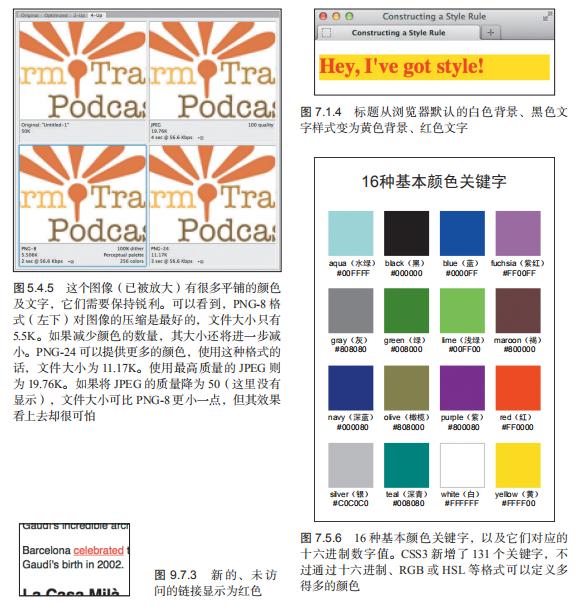 Original Optimized 2-Up 4-Up
rm Tra
Podcas
rm Tra
Podcas
Original: "Untitled-1"
50K
JPEG 100 quality
19.76K
4 sec @ 56.6 Kbps
rm Tra
Podcas
rm Tra
Podcas
PNG-8 100% dither
5.508K Perceptual palette
2 sec @ 56.6 Kbps 256 colors
PNG-24
11.17K
3 sec @ 56.6 Kbps
图 5.4.5 这个图像（已被放大）有很多平铺的颜色
及文字，它们需要保持锐利。可以看到，PNG-8 格
式（左下）对图像的压缩是最好的，文件大小只有
5.5K。如果减少颜色的数量，其大小还将进一步减
小。PNG-24 可以提供更多的颜色，使用这种格式的
话，文件大小为 11.17K。使用最高质量的 JPEG 则
为 19.76K。如果将 JPEG 的质量降为 50（这里没有
显示），文件大小可比 PNG-8 更小一点，但其效果
看上去却很可怕
Gaudí's incredible arch
Barcelona celebrated t
Gaudí's birth in 2002.
La Casa Milà
图 9.7.3 新的、未访
问的链接显示为红色
Constructing a Style Rule
Constructing a Style Rule
Hey, I've got style!
图 7.1.4 标题从浏览器默认的白色背景、黑色文
字样式变为黄色背景、红色文字
16种基本颜色关键字
aqua（水绿） black（黑） blue（蓝） fuchsia（紫红）
#00FFFF #000000 #0000FF #FF00FF
gray（灰） green（绿） lime（浅绿） maroon（褐）
#808080 #008000 #00FF00 #800000
navy（深蓝） olive（橄榄） purple（紫） red（红）
#000080 #808000 #800080 #FF0000
silver（银） teal（深青） white（白） yellow（黄）
#C0C0C0 #008080 #FFFFFF #FFFF00
图 7.5.6 16 种基本颜色关键字，以及它们对应的
十六进制数字值。CSS3 新增了 131 个关键字，不
过通过十六进制、RGB 或 HSL 等格式可以定义多
得多的颜色